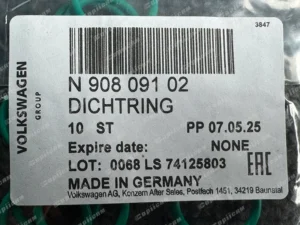 3847
VOLKSWAGEN
GROUP
N 908 091 02
DICHTRING
10 ST PP 07.05.25
Expire date: NONE
LOT: 0068 LS 74125803
EAC
MADE IN GERMANY
Volkswagen AG, Konzern After Sales, Postfach 1451, 34219 Baunatal